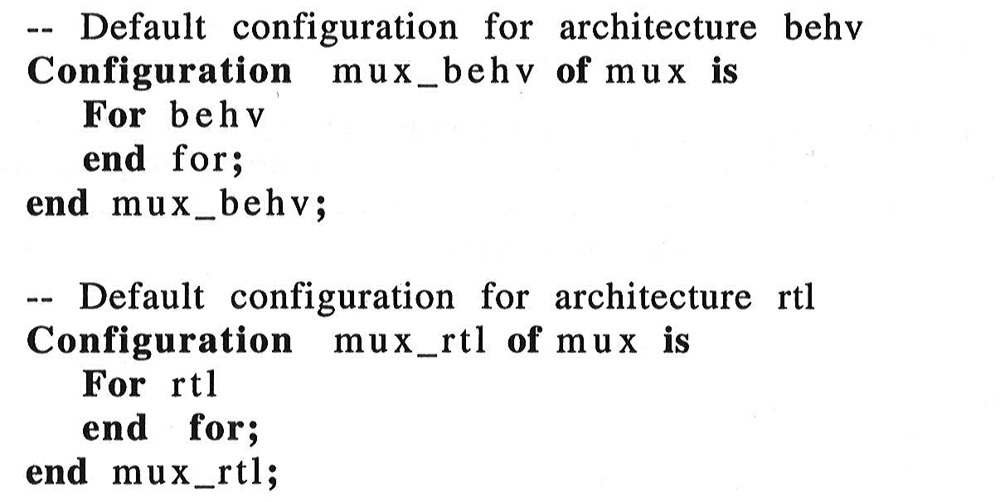 -- Default configuration for architecture behv
Configuration mux_behv of mux is
For behv
end for;
end mux_behv;
-- Default configuration for architecture rtl
Configuration mux_rtl of mux is
For rtl
end for;
end mux_rtl;